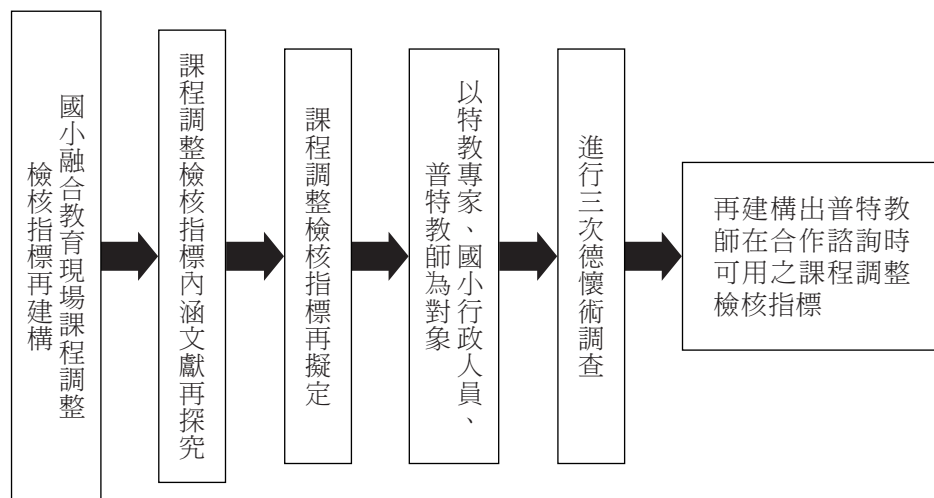 國小融合教育現場課程調整
檢核指標再建構
課程調整檢核指標內涵文獻再探究
課程調整檢核指標再擬定
以特教專家、國小行政人員、
普特教師為對象
進行三次德懷術調查
再建構出普特教
師在合作諮詢時
可用之課程調整
檢核指標